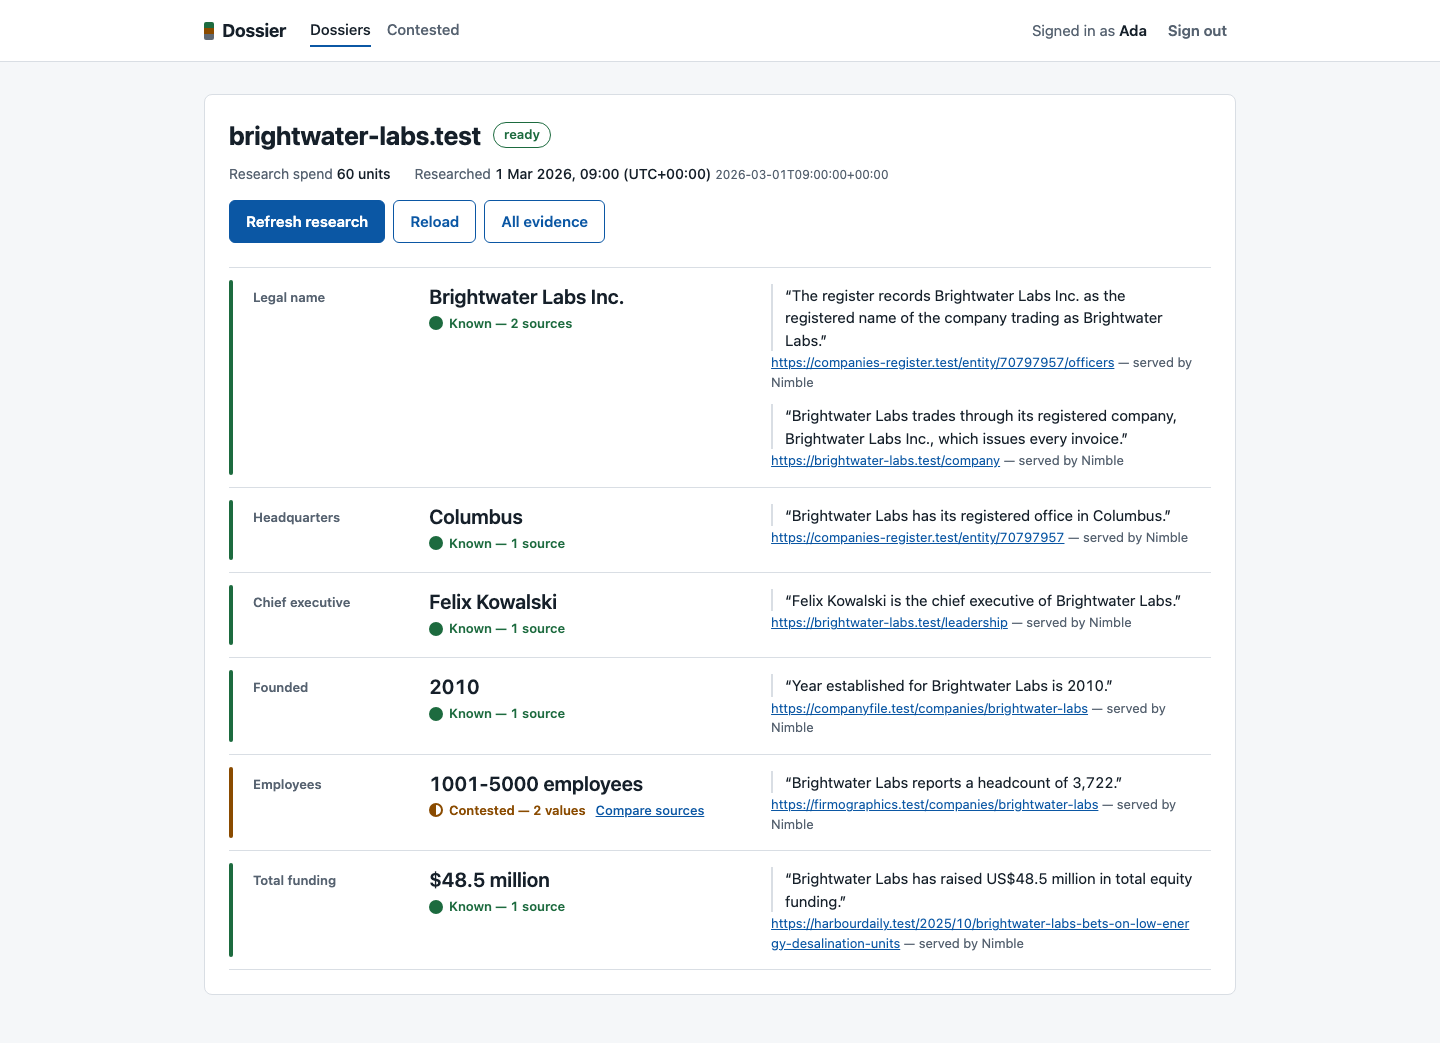 Dossier Dossiers Contested Signed in as Ada Sign out
brightwater-labs.test ready
Research spend 60 units Researched 1 Mar 2026, 09:00 (UTC+00:00) 2026-03-01T09:00:00+00:00
Refresh research Reload All evidence
Legal name
Brightwater Labs Inc.
Known — 2 sources
“The register records Brightwater Labs Inc. as the
registered name of the company trading as Brightwater
Labs.”
https://companies-register.test/entity/70797957/officers — served by
Nimble
“Brightwater Labs trades through its registered company,
Brightwater Labs Inc., which issues every invoice.”
https://brightwater-labs.test/company — served by Nimble
Headquarters
Columbus
Known — 1 source
“Brightwater Labs has its registered office in Columbus.”
https://companies-register.test/entity/70797957 — served by Nimble
Chief executive
Felix Kowalski
Known — 1 source
“Felix Kowalski is the chief executive of Brightwater Labs.”
https://brightwater-labs.test/leadership — served by Nimble
Founded
2010
Known — 1 source
“Year established for Brightwater Labs is 2010.”
https://companyfile.test/companies/brightwater-labs — served by
Nimble
Employees
1001-5000 employees
Contested — 2 values Compare sources
“Brightwater Labs reports a headcount of 3,722.”
https://firmographics.test/companies/brightwater-labs — served by
Nimble
Total funding
$48.5 million
Known — 1 source
“Brightwater Labs has raised US$48.5 million in total equity
funding.”
https://harbourdaily.test/2025/10/brightwater-labs-bets-on-low-ener
gy-desalination-units — served by Nimble